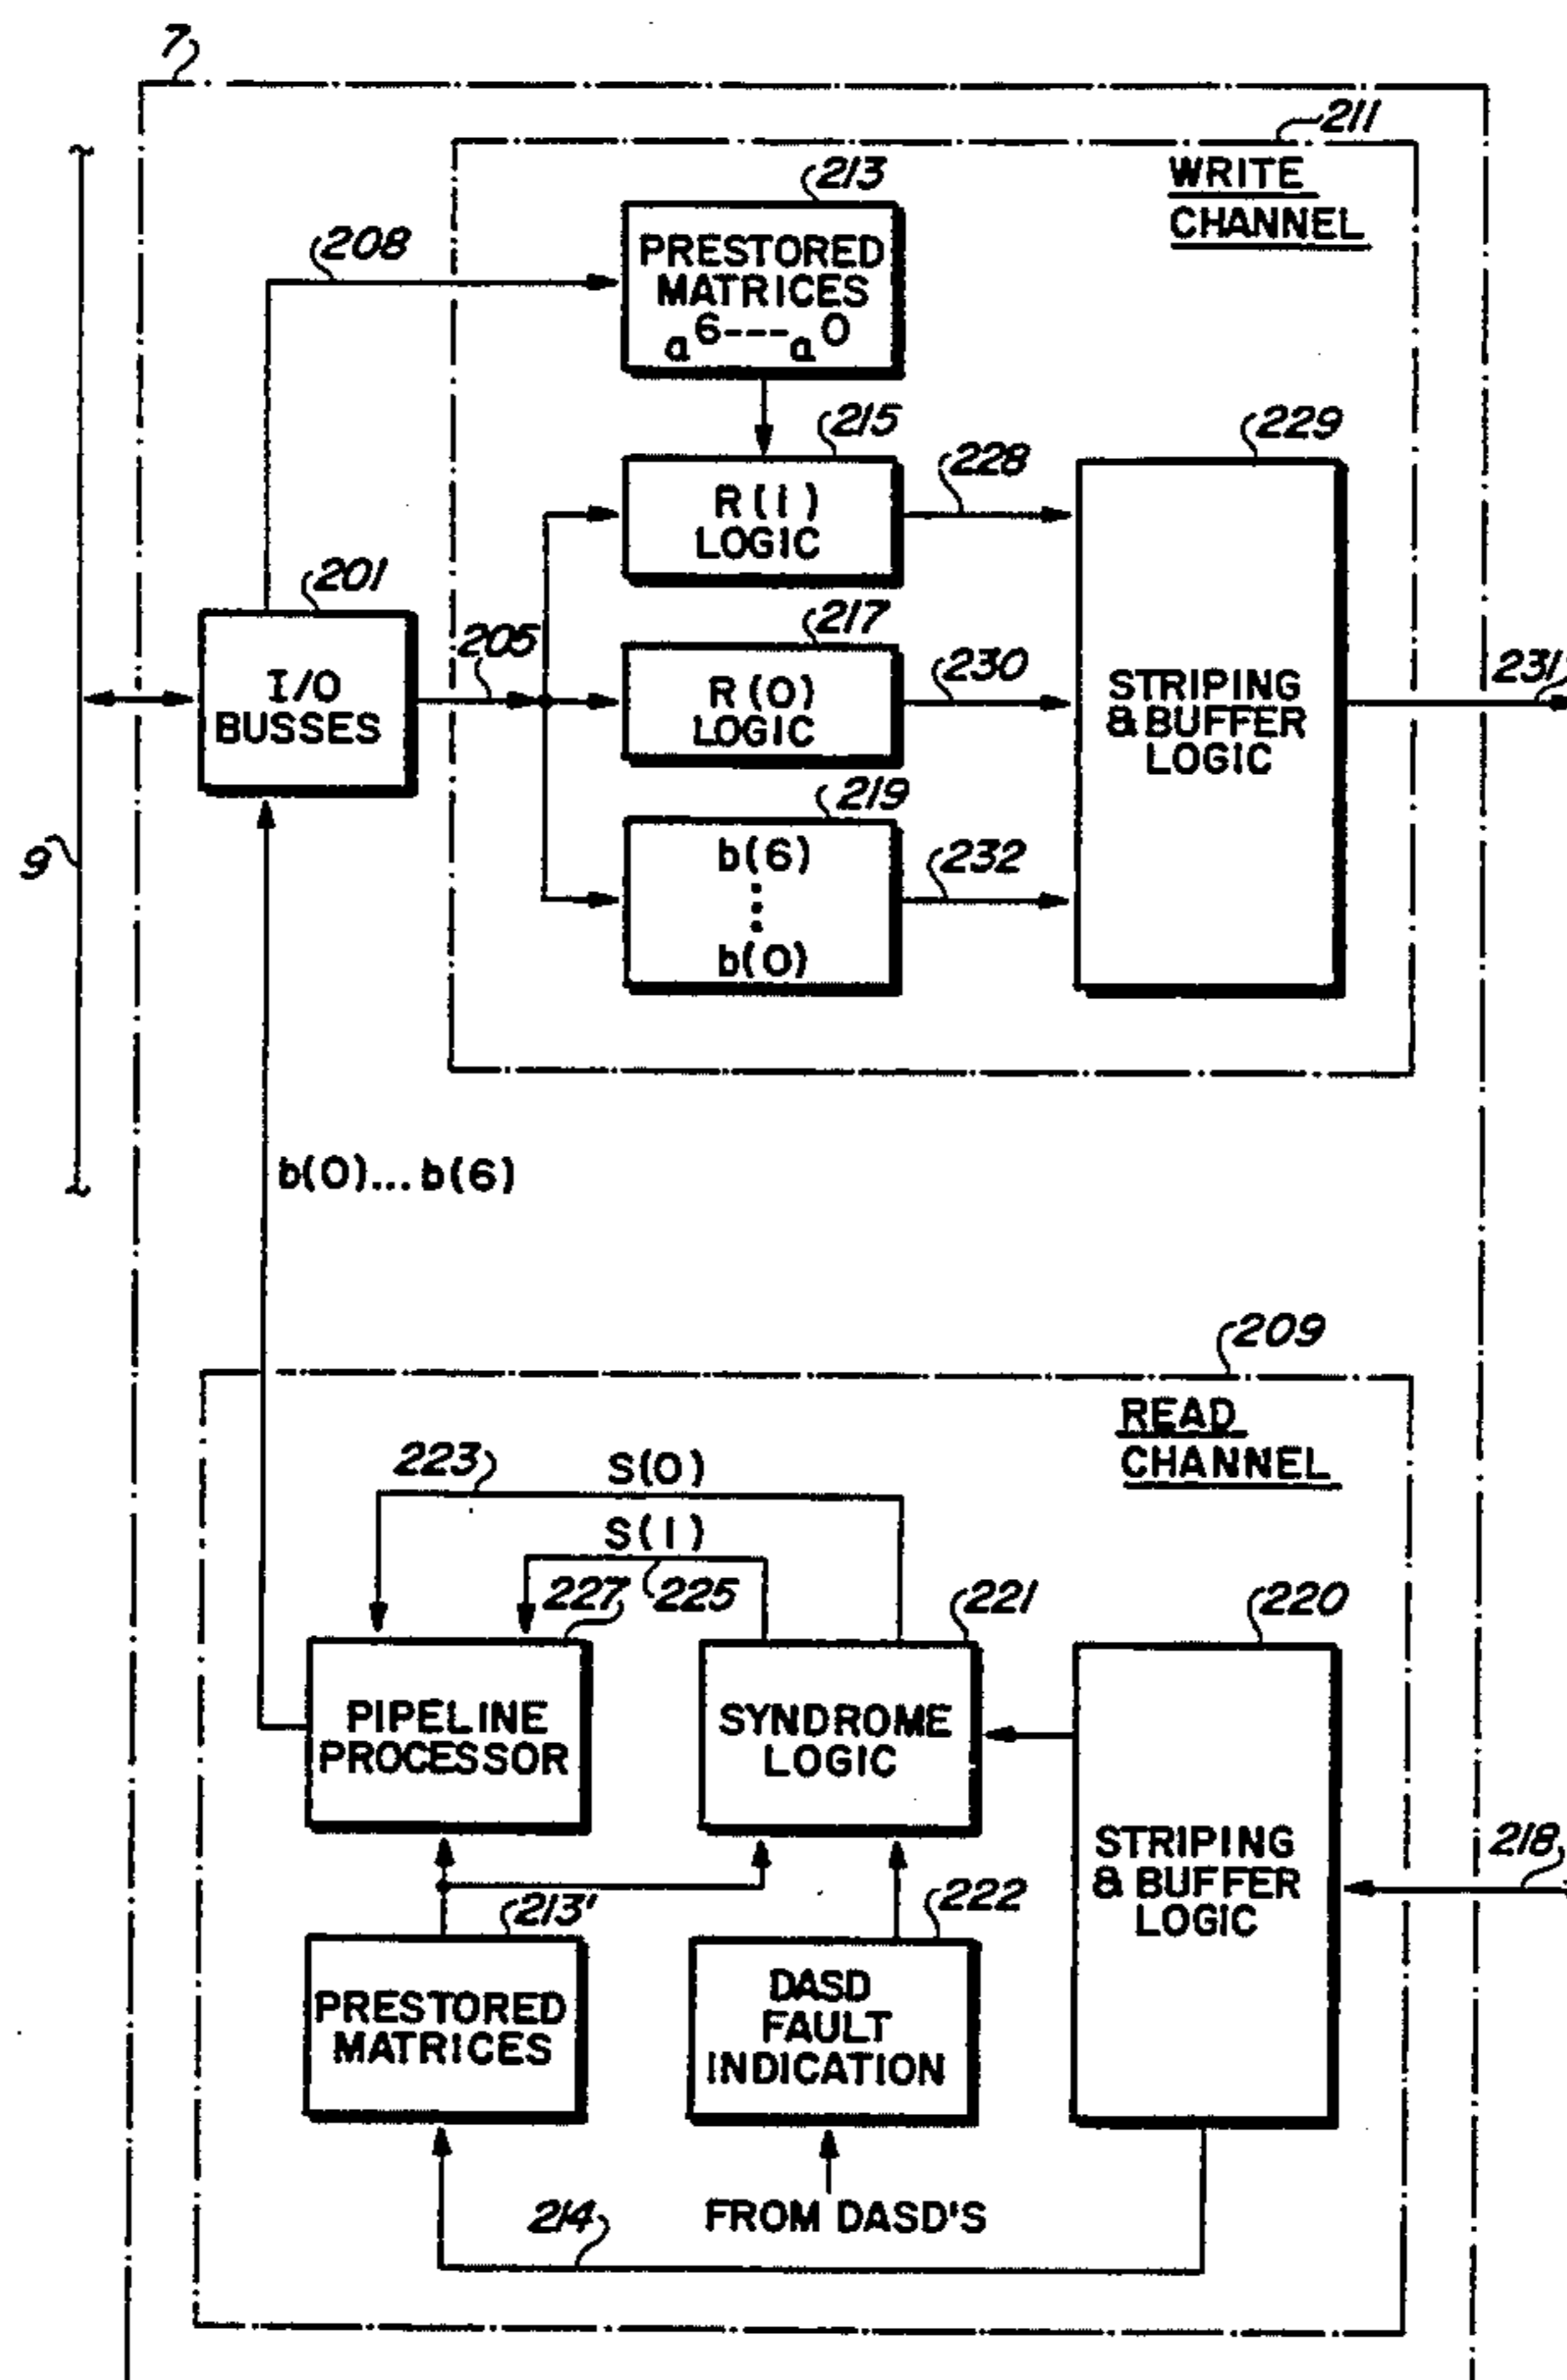 7
211
WRITE
CHANNEL
213
PRESTORED
MATRICES
a6---a0
208
215
R(1)
LOGIC
228
229
201
I/O
BUSSES
205
217
R(0)
LOGIC
230
STRIPING
& BUFFER
LOGIC
231
219
b(6)
b(0)
232
9
b(0)... b(6)
209
READ
CHANNEL
223
S(0)
S(1)
225
227
221
220
PIPELINE
PROCESSOR
SYNDROME
LOGIC
STRIPING
& BUFFER
LOGIC
218
213'
222
PRESTORED
MATRICES
DASD
FAULT
INDICATION
FROM DASD'S
214